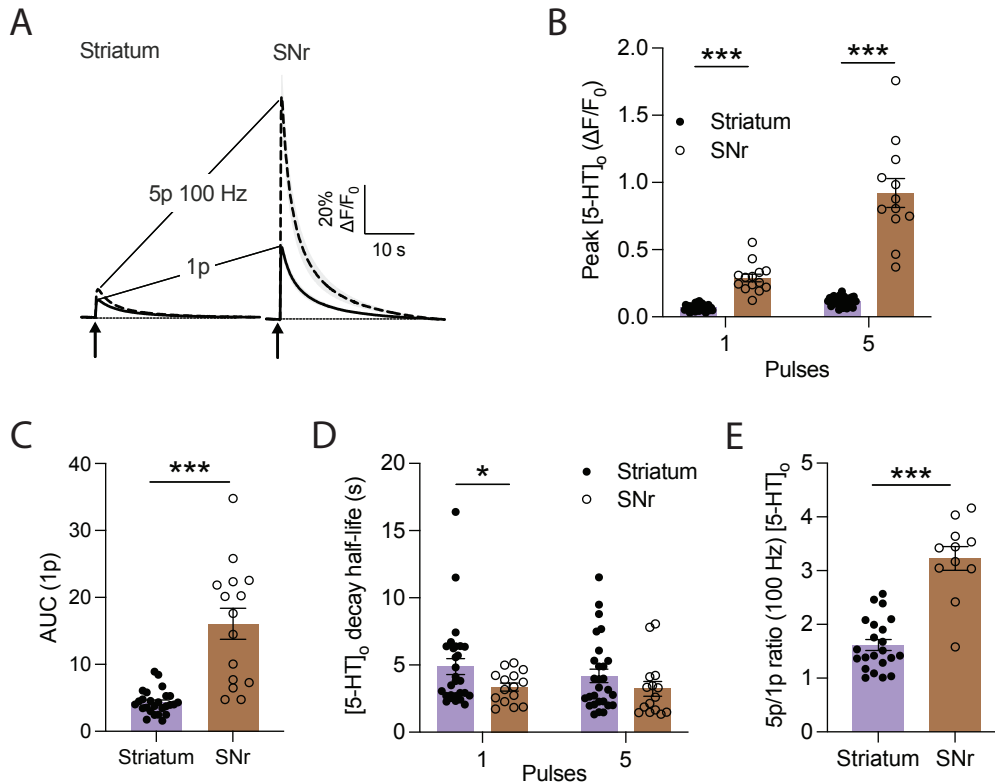 A
Striatum
SNr
5p 100 Hz
1p
20%
ΔF/F₀
10 s
B
Peak [5-HT]ₒ (ΔF/F₀)
2.0
1.5
1.0
0.5
0.0
***
***
Striatum
SNr
1
5
Pulses
C
AUC (1p)
40
30
20
10
0
***
Striatum
SNr
D
[5-HT]ₒ decay half-life (s)
20
15
10
5
0
*
Striatum
SNr
1
5
Pulses
E
5p/1p ratio (100 Hz) [5-HT]ₒ
5
4
3
2
1
0
***
Striatum
SNr